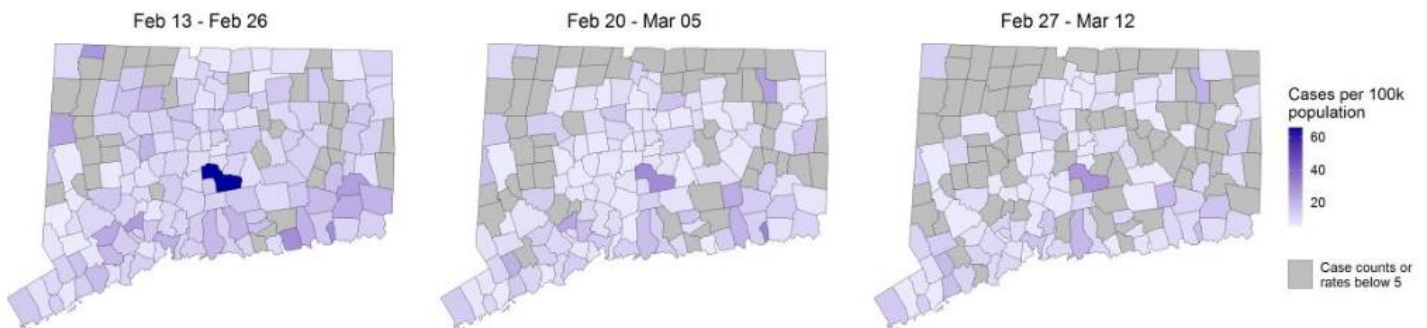 Feb 13 - Feb 26
Feb 20 - Mar 05
Feb 27 - Mar 12
Cases per 100k
population
60
40
20
Case counts or
rates below 5